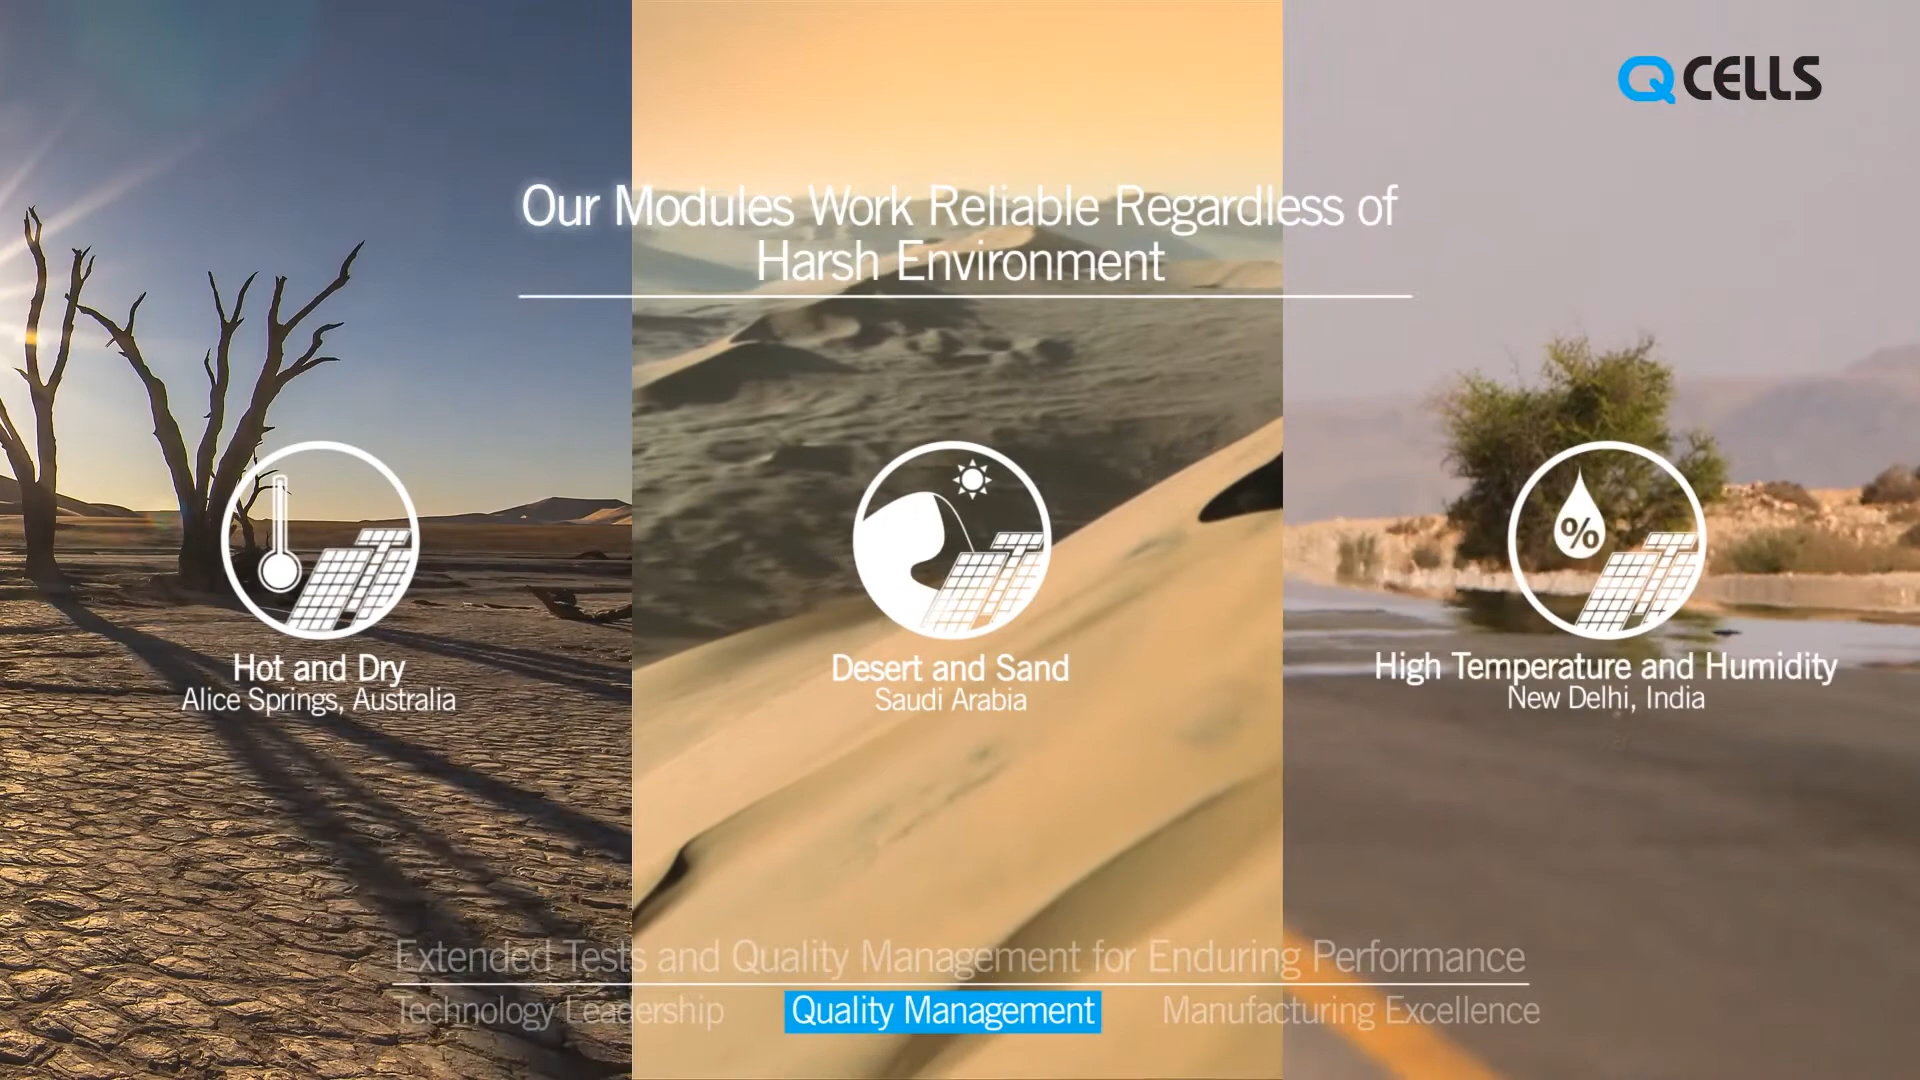 Q CELLS
Our Modules Work Reliable Regardless of
Harsh Environment
%
%
Hot and Dry
Alice Springs, Australia
Desert and Sand
Saudi Arabia
High Temperature and Humidity
New Delhi, India
Extended Tests and Quality Management for Enduring Performance
Technology Leadership
Quality Management
Manufacturing Excellence